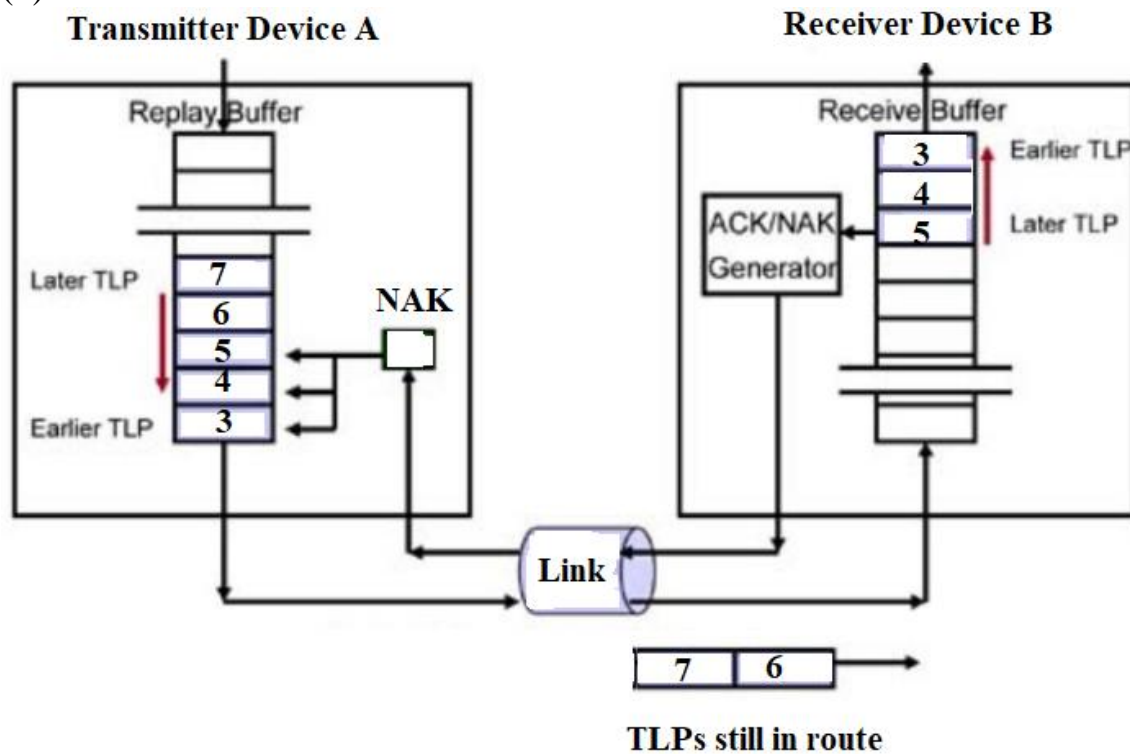 Transmitter Device A
Receiver Device B
Replay Buffer
Later TLP
7
6
5
4
3
Earlier TLP
NAK
Receive Buffer
3
4
5
Earlier TLP
Later TLP
ACK/NAK
Generator
Link
7 6
TLPs still in route